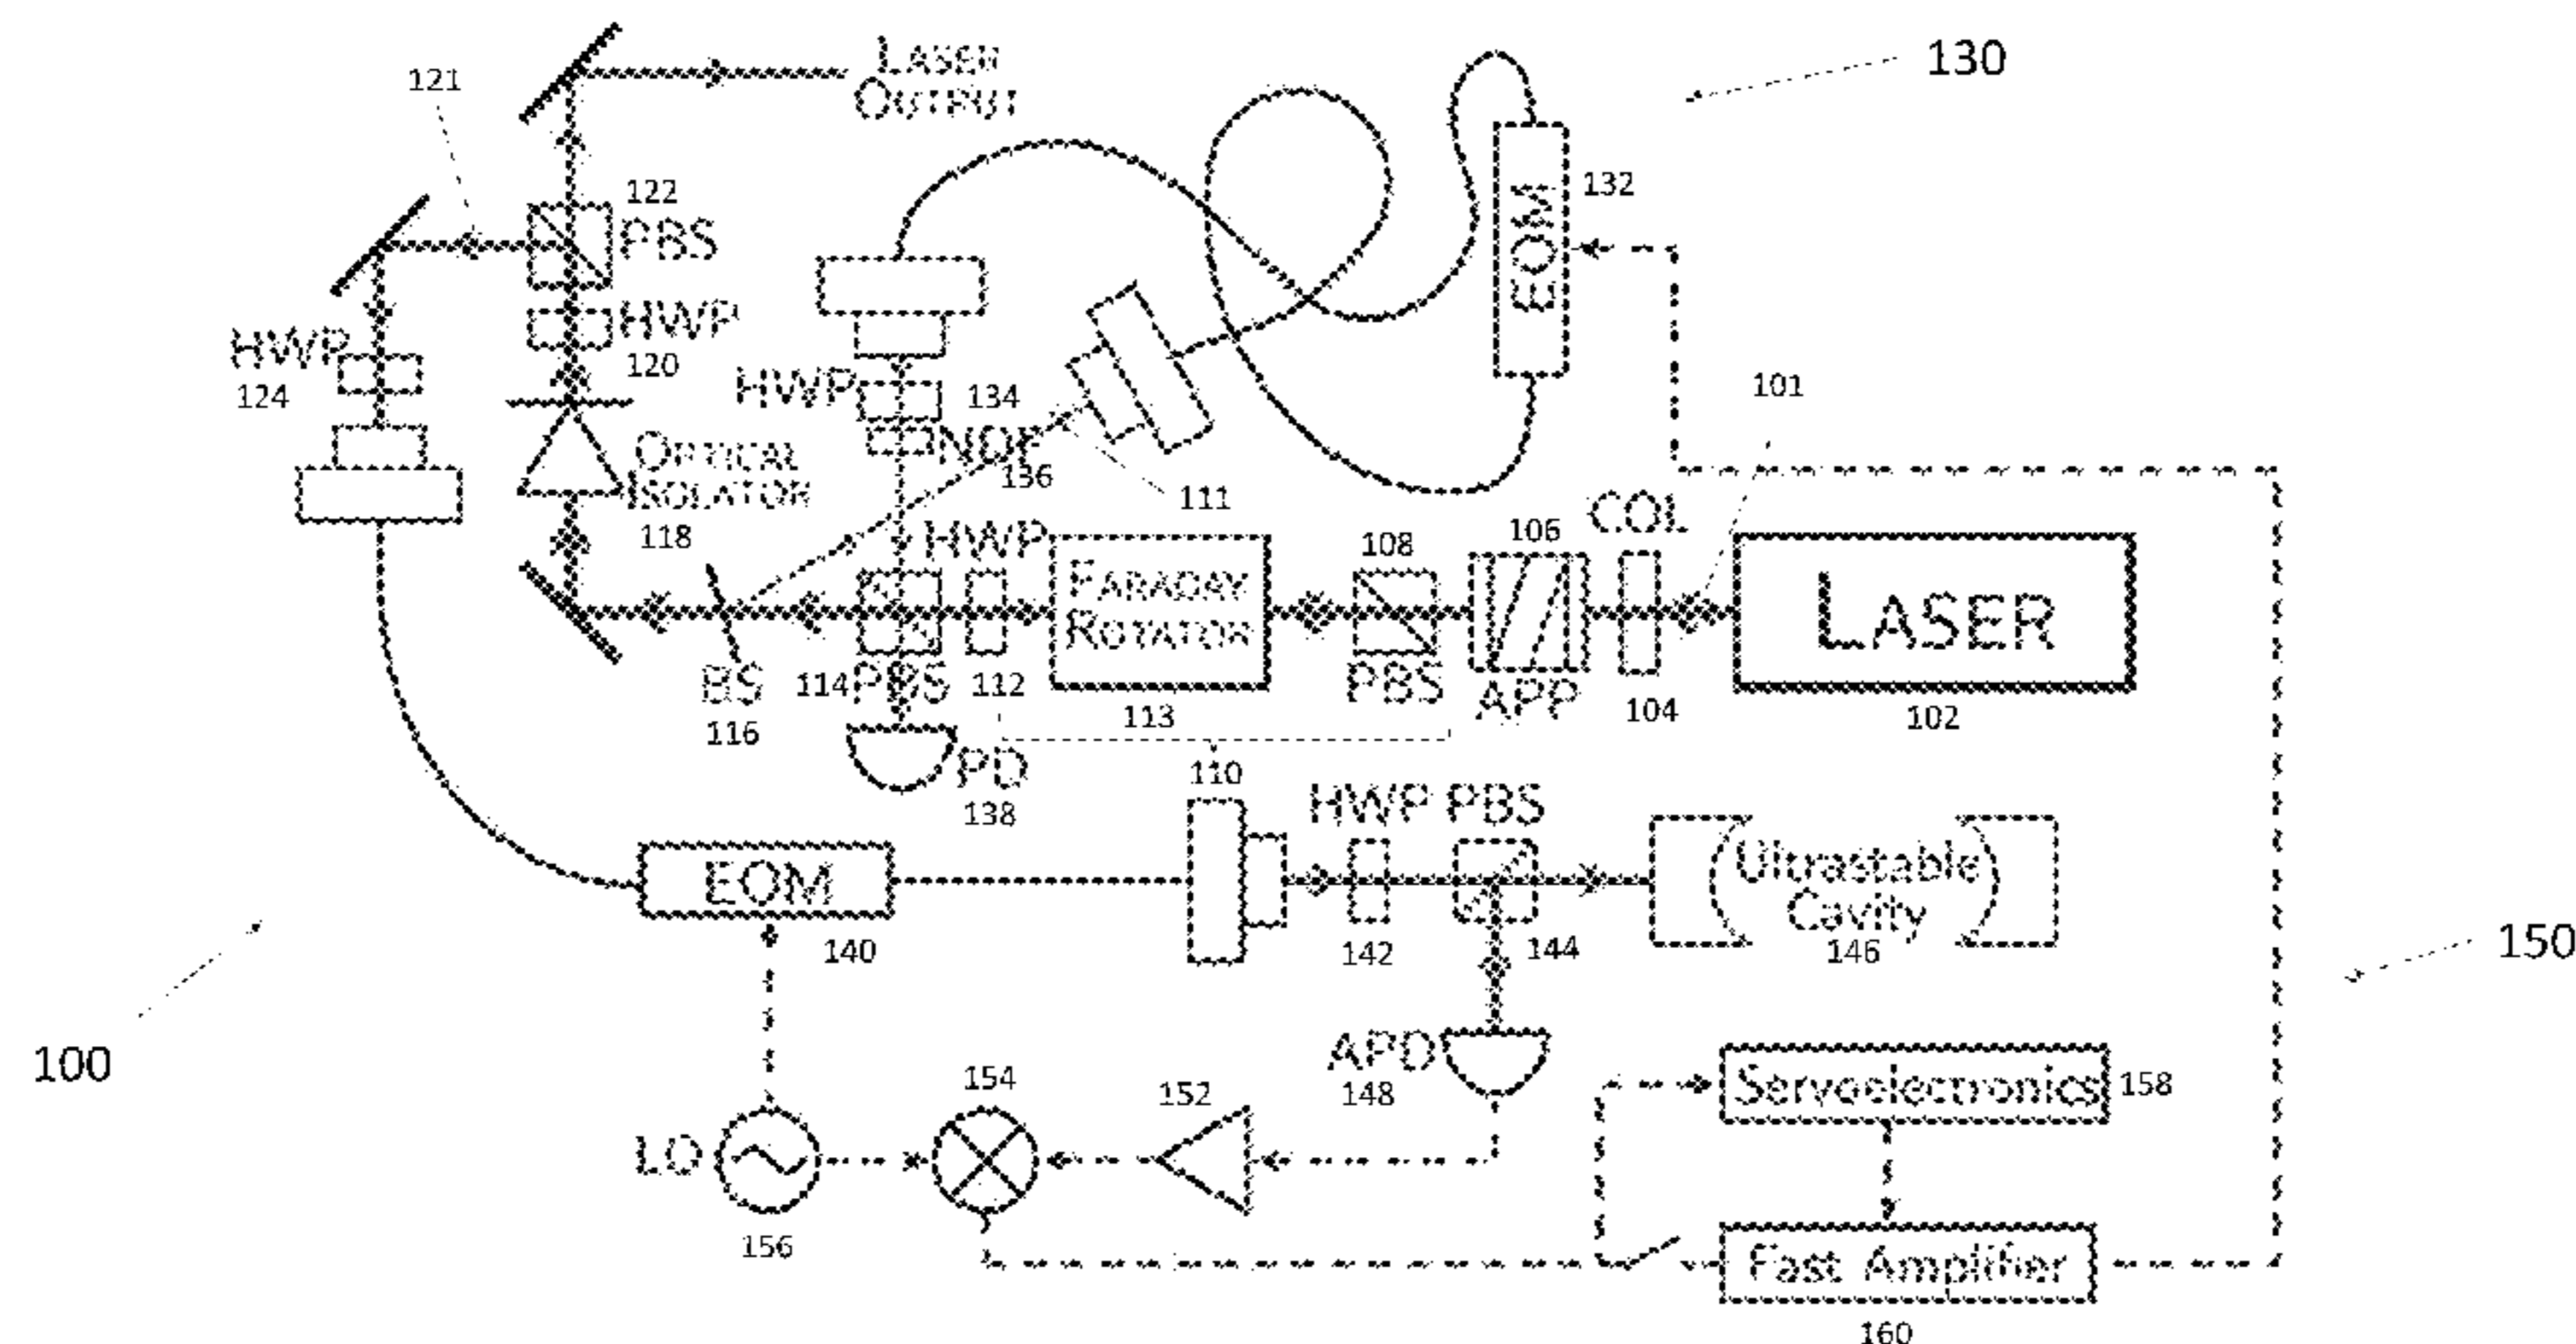 LASER
OUTPUT
130
121
122
PBS
132
EOM
HWP
120
HWP
124
HWP
134
NDF
136
101
111
OPTICAL
ISOLATOR
118
COL
106
108
HWP
FARADAY
ROTATOR
LASER
BS
116
114
PBS
112
113
PBS
APP
104
102
PD
138
110
HWP
PBS
EOM
140
142
144
Ultrastable
Cavity
146
150
100
APD
148
154
152
Servoelectronics
158
LO
156
Fast Amplifier
160